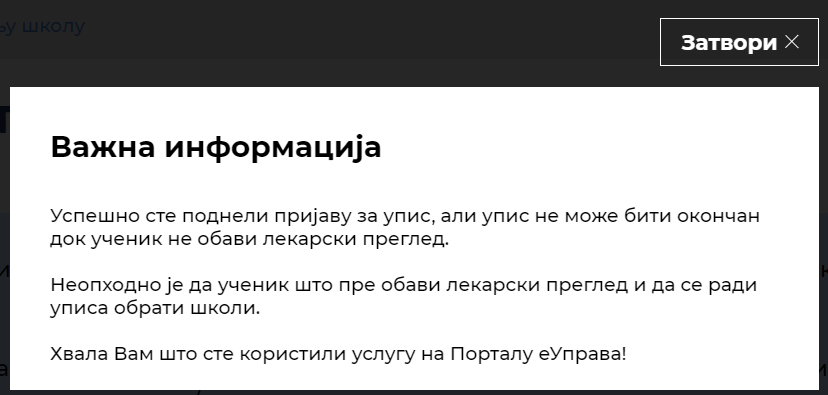 њу школу
Затвори
Важна информација
Успешно сте поднели пријаву за упис, али упис не може бити окончан
док ученик не обави лекарски преглед.
Неопходно је да ученик што пре обави лекарски преглед и да се ради
уписа обрати школи.
Хвала Вам што сте користили услугу на Порталу еУправа!